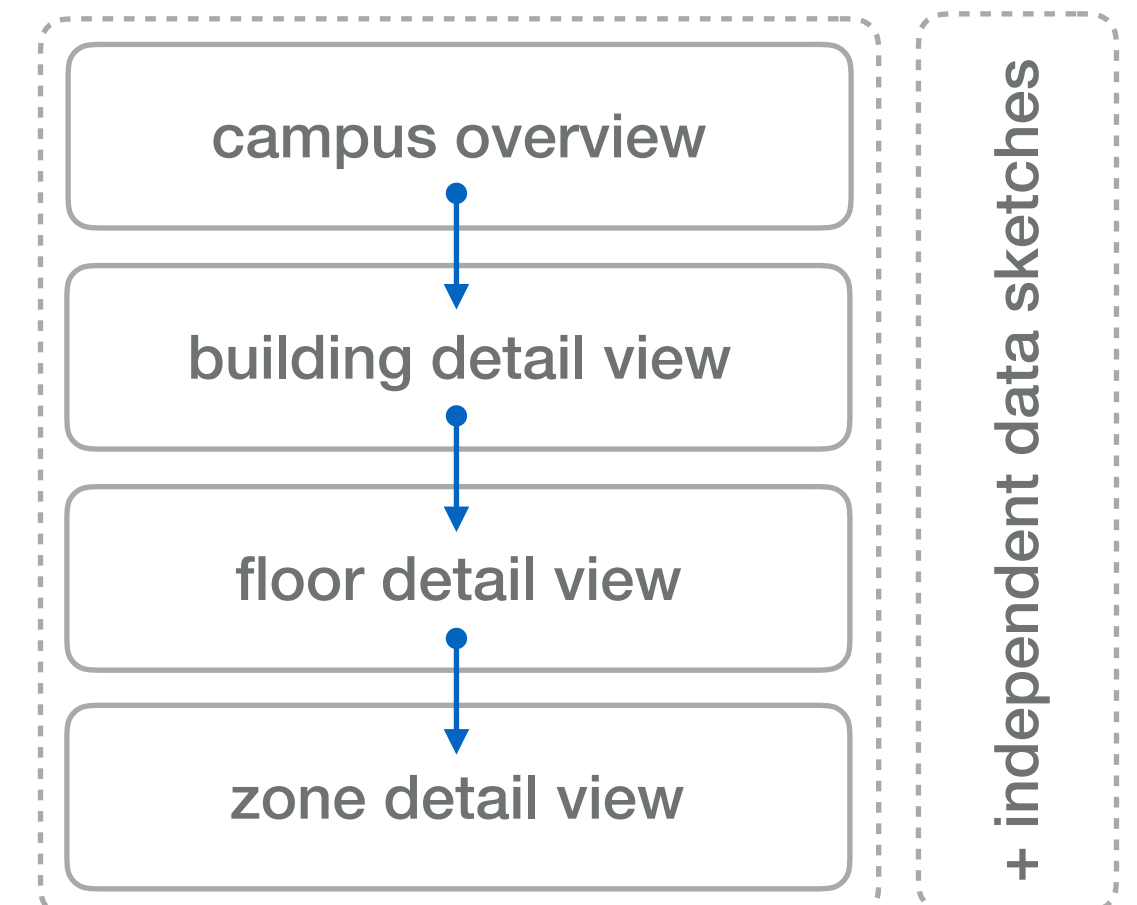 campus overview
building detail view
floor detail view
zone detail view
+ independent data sketches